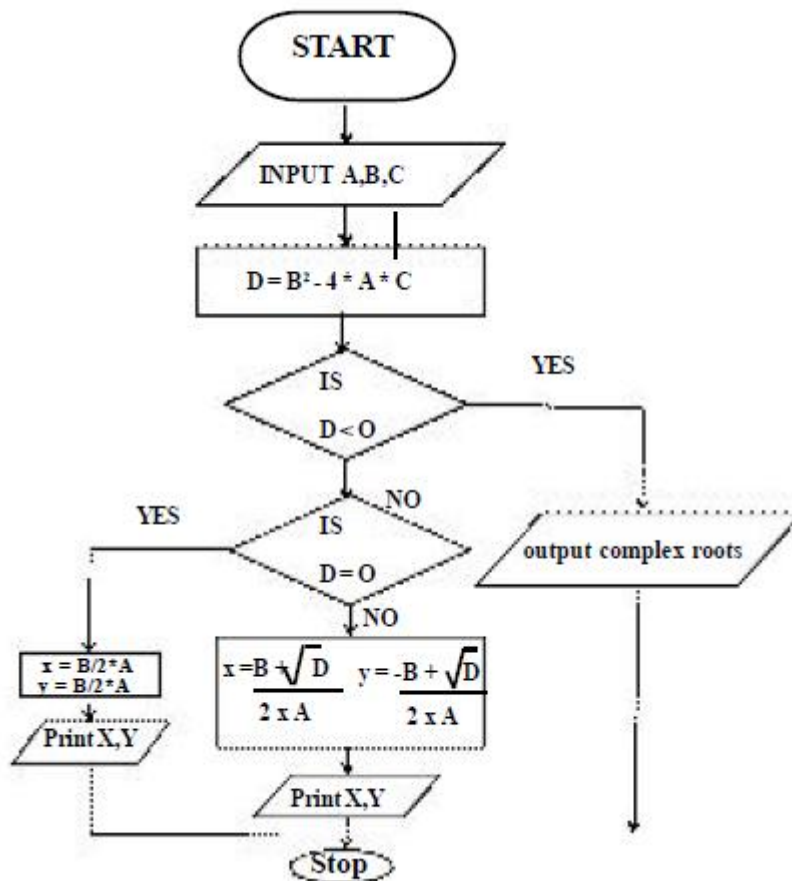 START
INPUT A,B,C
D = B² - 4 * A * C
YES
IS
D < O
NO
YES
IS
D = O
output complex roots
NO
x = B/2*A
y = B/2*A
x = B + √D y = -B + √D
2 x A 2 x A
Print X,Y
Print X,Y
Stop